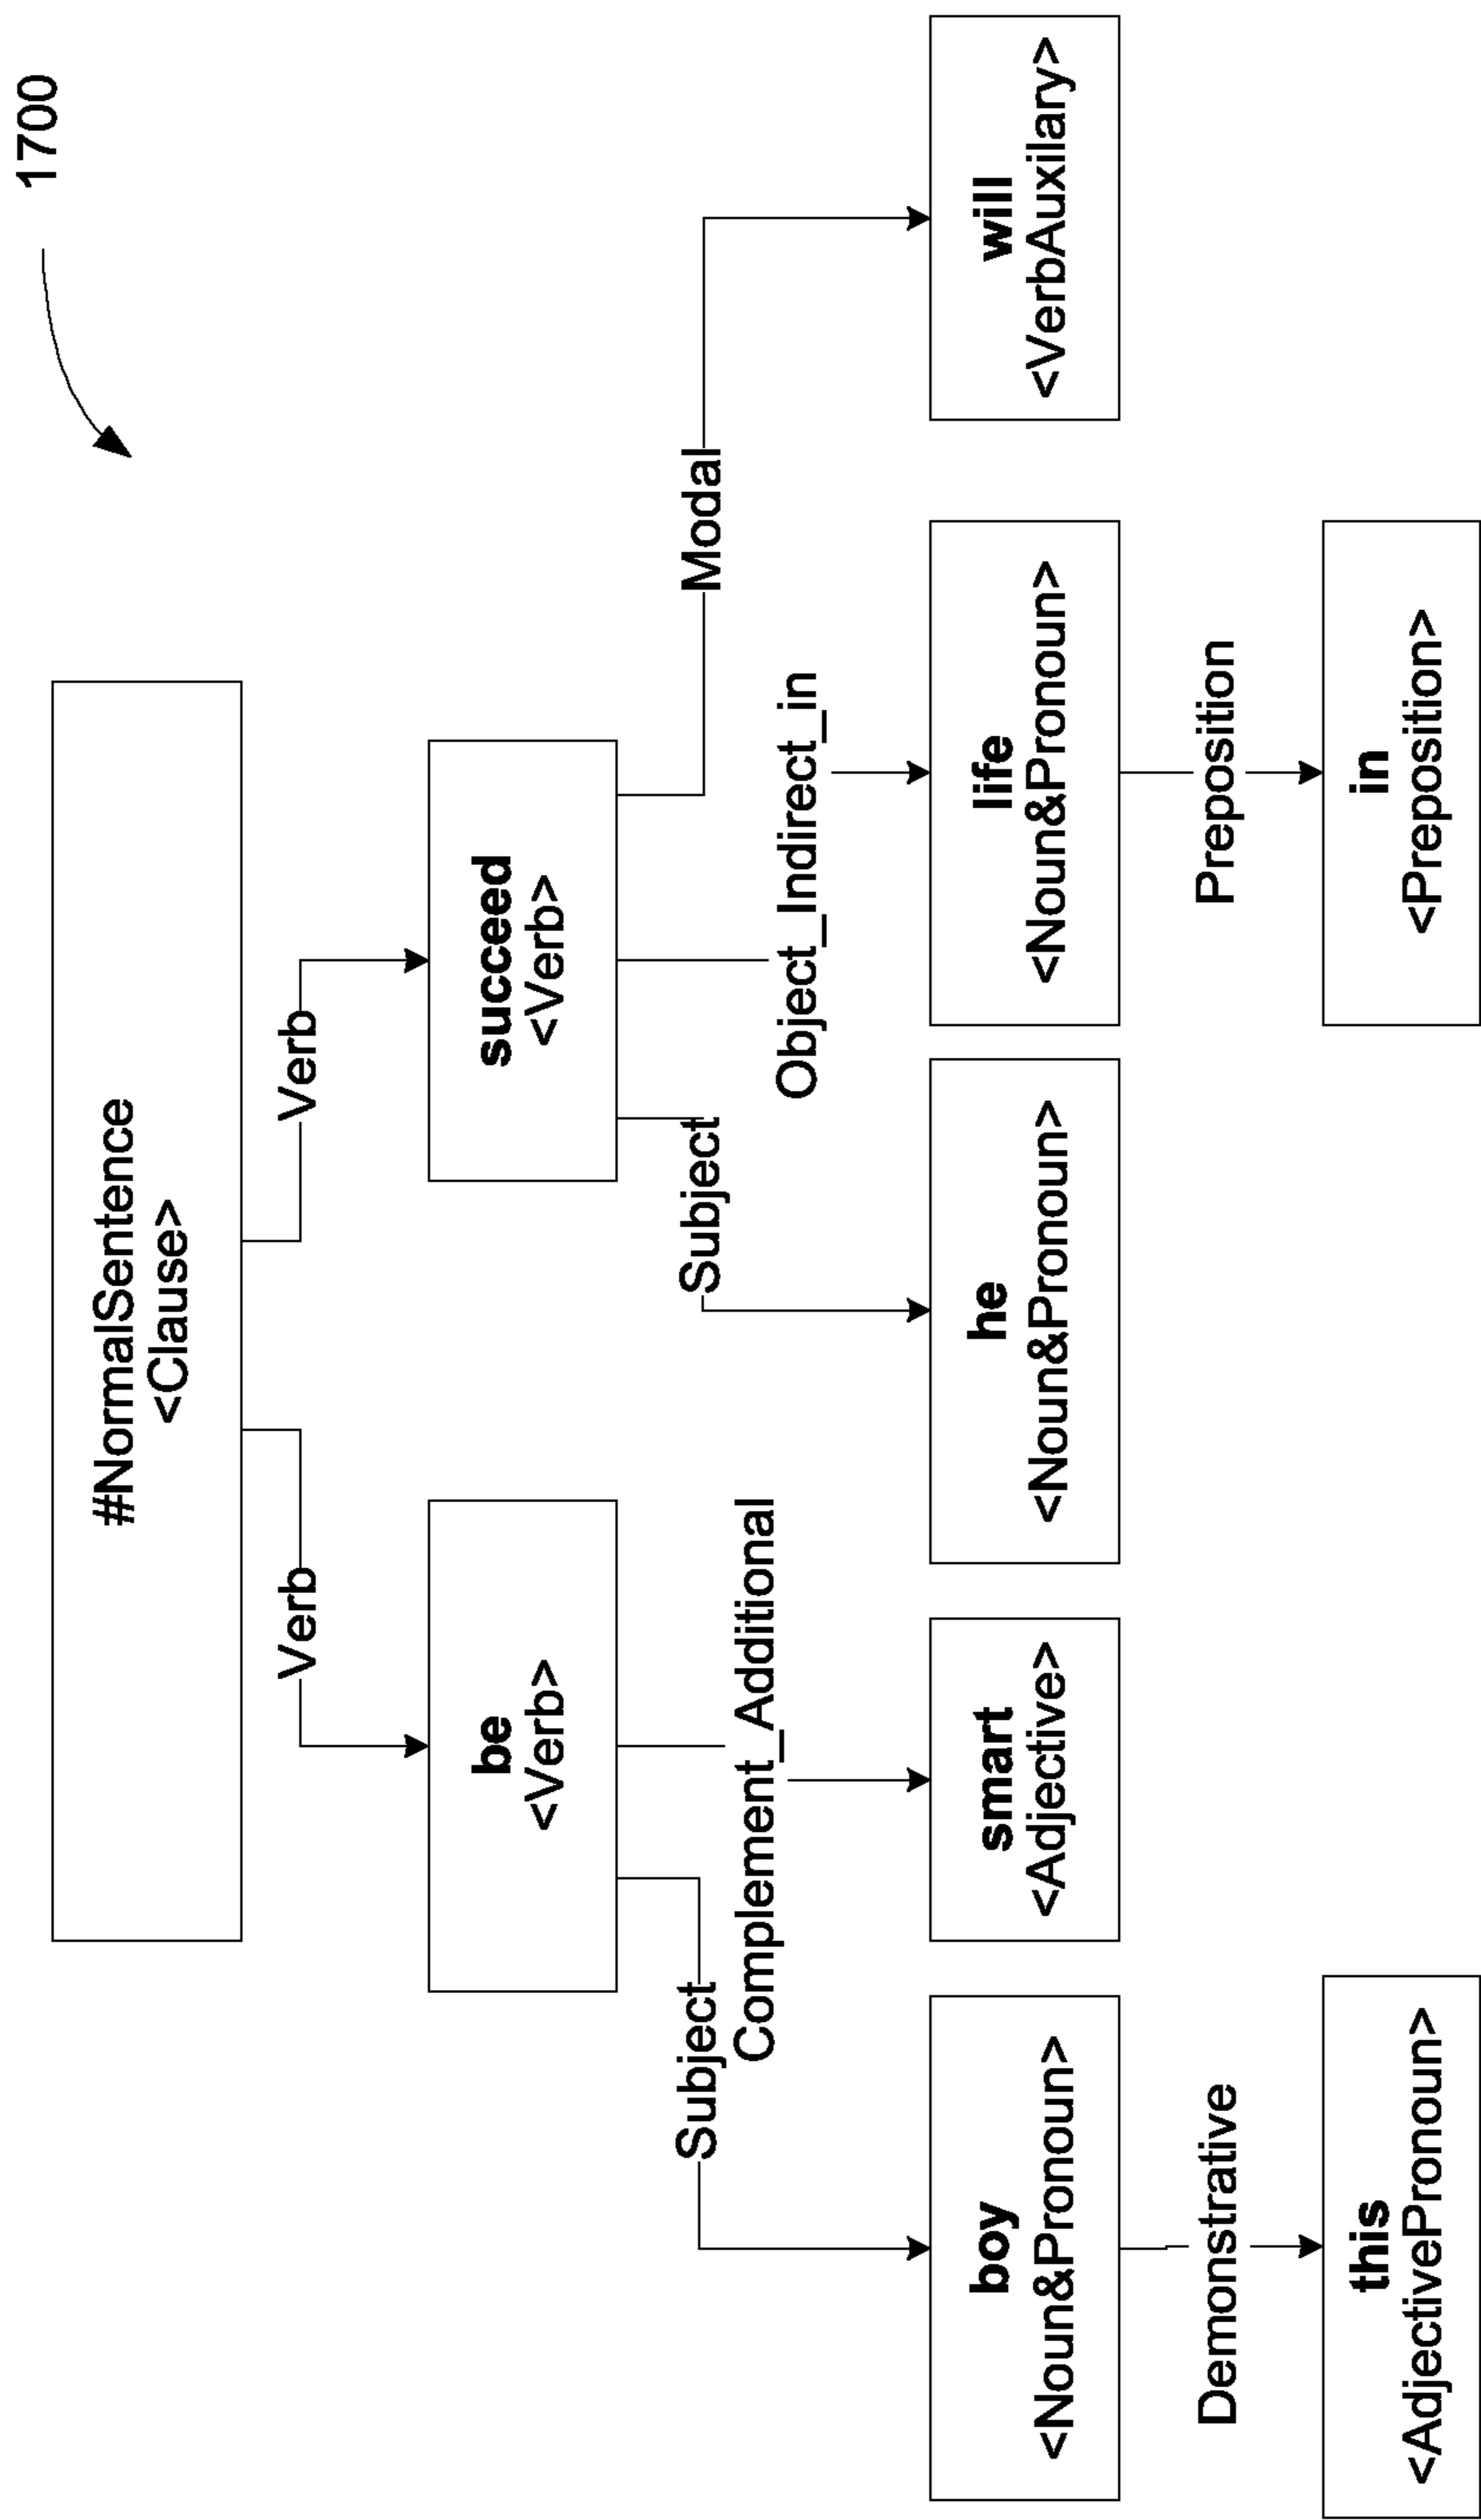 1700
#NormalSentence
<Clause>
Verb
Verb
be
<Verb>
succeed
<Verb>
Subject
Complement_Additional
Subject
Object_Indirect_in
Modal
boy
<Noun&Pronoun>
smart
<Adjective>
he
<Noun&Pronoun>
life
<Noun&Pronoun>
will
<VerbAuxilary>
Demonstrative
Preposition
this
<AdjectivePronoun>
in
<Preposition>